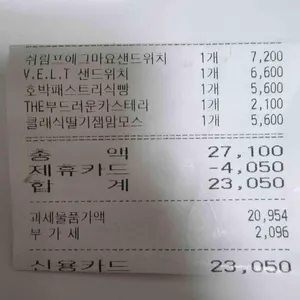 쉬림프에그마요샌드위치 1개 7,200
V.E.L.T 샌드위치 1개 6,600
호박패스트리식빵 1개 5,600
THE부드러운카스테라 1개 2,100
클래식딸기잼맘모스 1개 5,600
총 액 27,100
제휴카드 -4,050
합 계 23,050
과세물품가액 20,954
부 가 세 2,096
신용카드 23,050